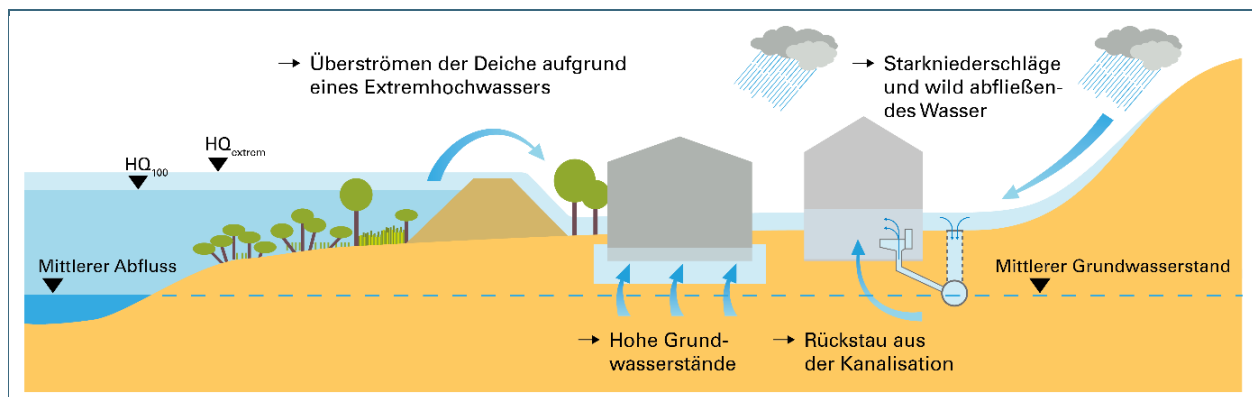 → Überströmen der Deiche aufgrund
eines Extremhochwassers
→ Starkniederschläge
und wild abfließen-
des Wasser
HQ100
HQextrem
Mittlerer Abfluss
Mittlerer Grundwasserstand
→ Hohe Grund-
wasserstände
→ Rückstau aus
der Kanalisation